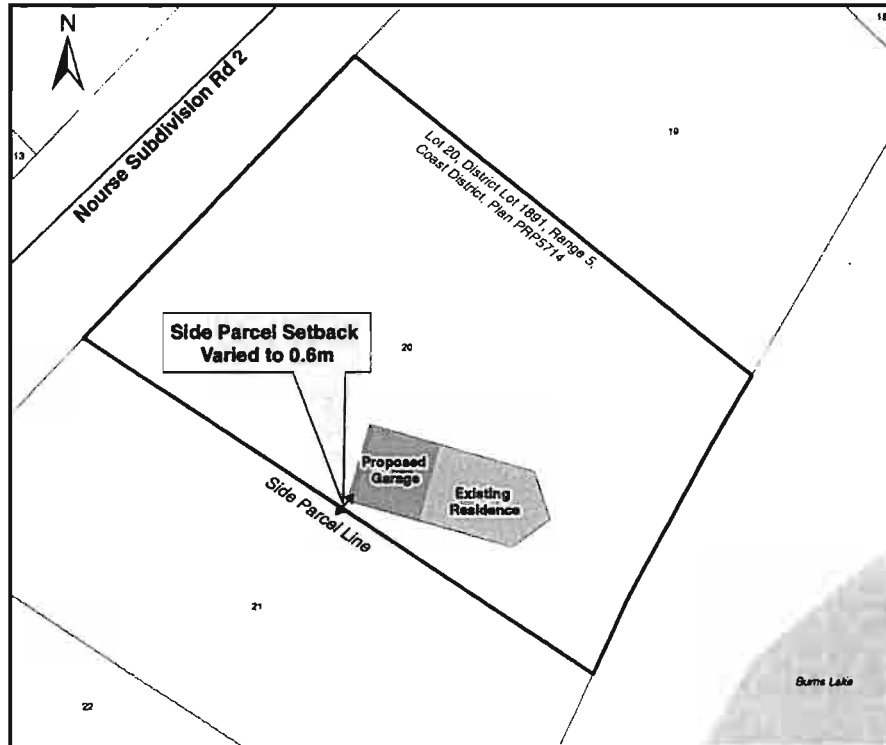 N
Nourse Subdivision Rd 2
13
19
Lot 20, District Lot 1891, Range 5,
Coast District, Plan PRP5714
Side Parcel Setback
Varied to 0.6m
20
Proposed
Garage
Existing
Residence
Side Parcel Line
21
22
Burns Lake